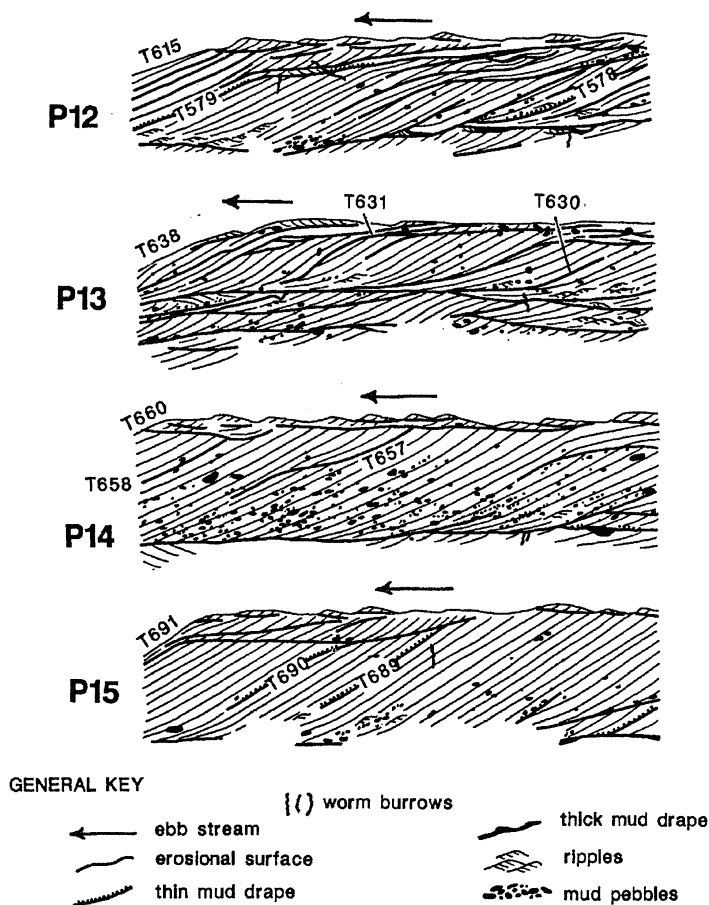 T615
T579
T578
P12
T631
T630
T638
P13
T660
T657
T658
P14
T691
T690
T689
P15
GENERAL KEY
worm burrows
ebb stream
thick mud drape
erosional surface
ripples
thin mud drape
mud pebbles